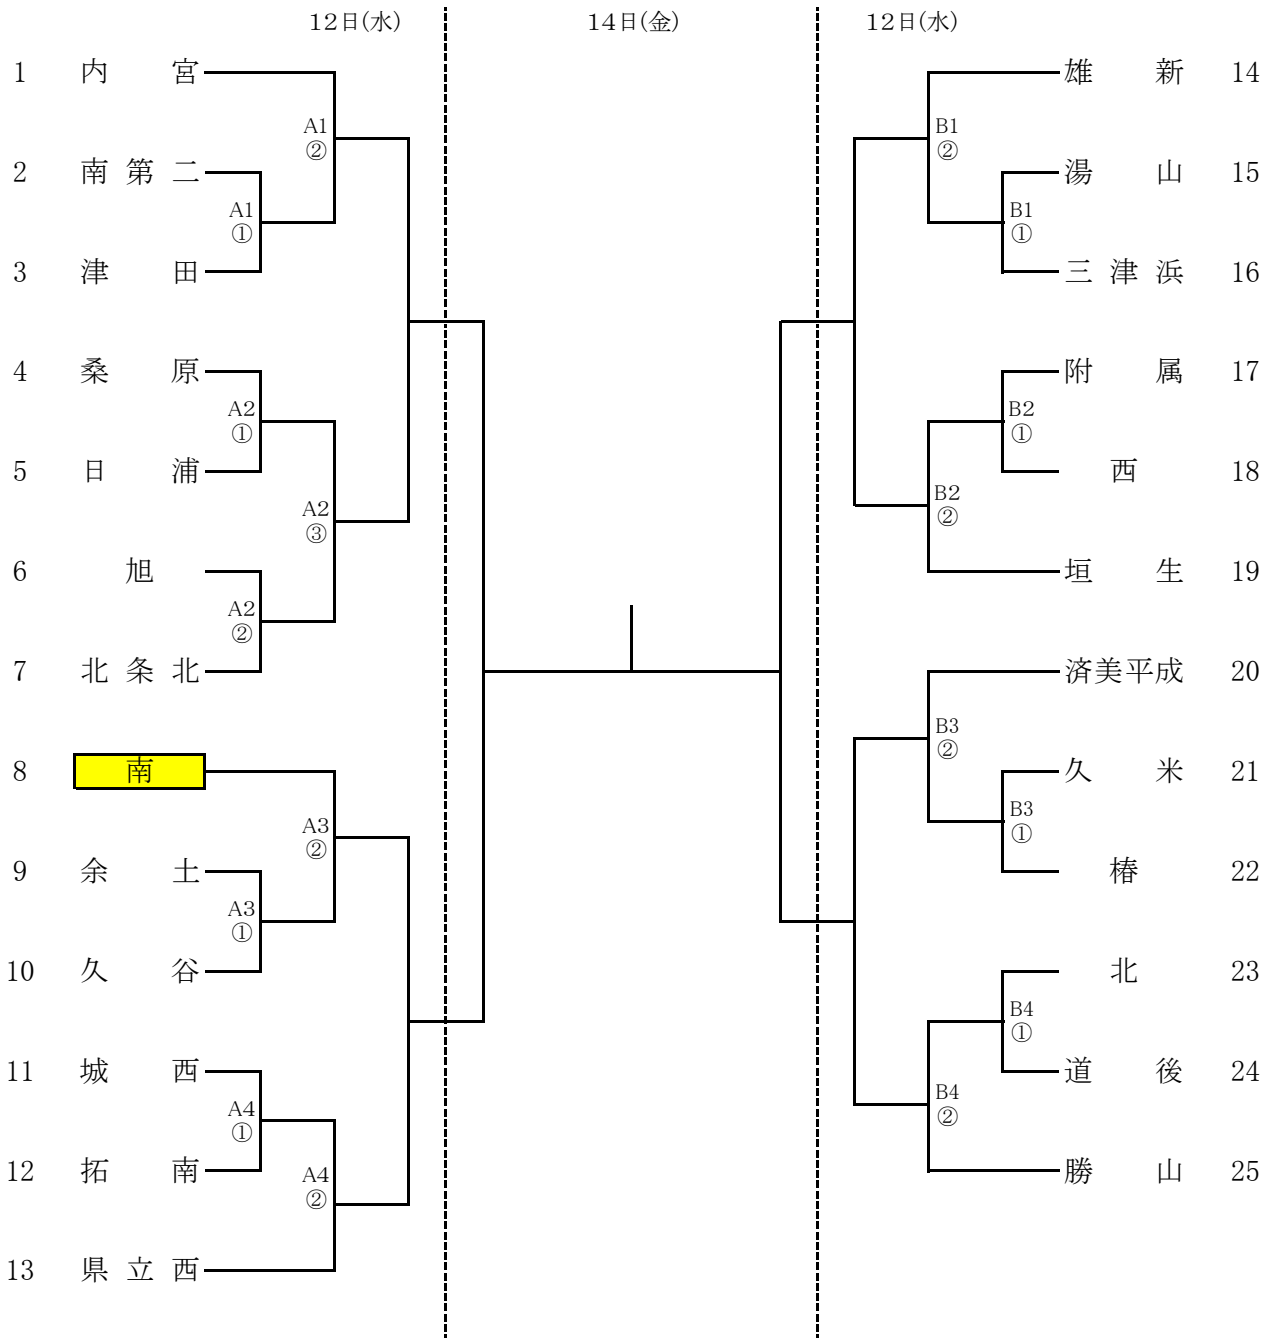 12日(水) 14日(金) 12日(水)
1 内宮
A1
②
2 南第二
A1
①
3 津田
4 桑原
A2
①
5 日浦
A2
③
6 旭
A2
②
7 北条北
8 南
A3
②
9 余土
A3
①
10 久谷
11 城西
A4
①
12 拓南
A4
②
13 県立西
雄新 14
B1
②
湯山 15
B1
①
三津浜 16
附属 17
B2
①
西 18
B2
②
垣生 19
済美平成 20
B3
②
久米 21
B3
①
椿 22
北 23
B4
①
道後 24
B4
②
勝山 25